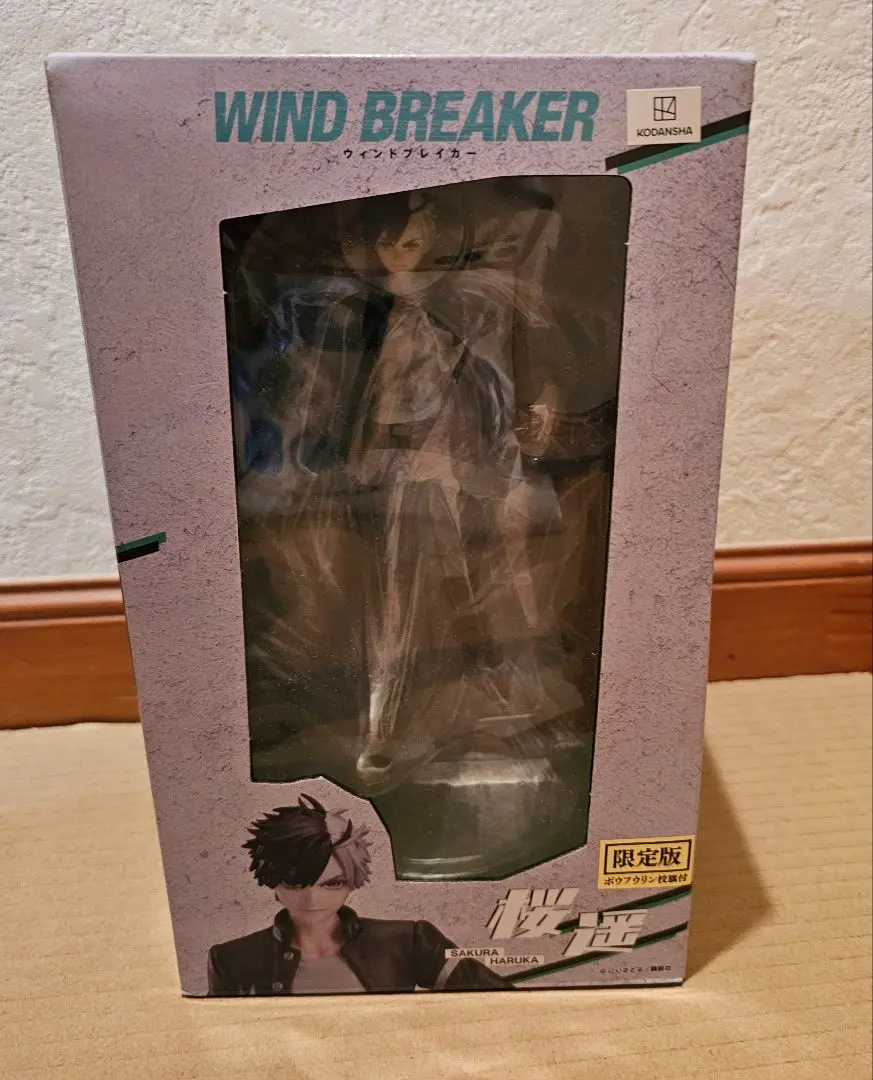 WIND BREAKER
ウィンドブレイカー
KODANSHA
限定版
ボウフウリン校旗付
桜遥
SAKURA
HARUKA
©にいさとる/講談社